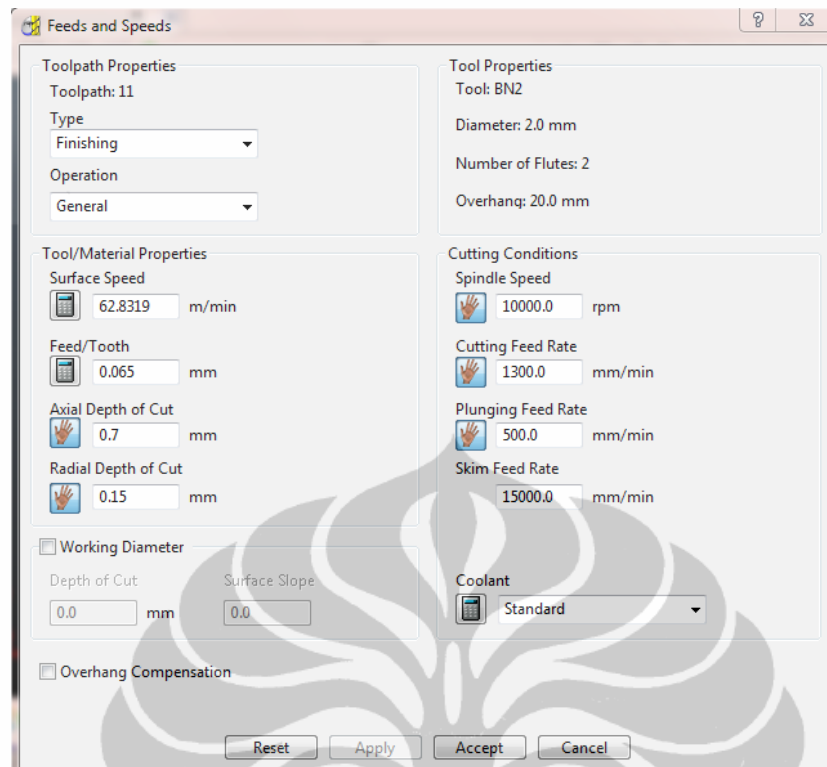 Feeds and Speeds
Toolpath Properties
Toolpath: 11
Type
Finishing
Operation
General
Tool Properties
Tool: BN2
Diameter: 2.0 mm
Number of Flutes: 2
Overhang: 20.0 mm
Tool/Material Properties
Surface Speed
62.8319 m/min
Feed/Tooth
0.065 mm
Axial Depth of Cut
0.7 mm
Radial Depth of Cut
0.15 mm
Cutting Conditions
Spindle Speed
10000.0 rpm
Cutting Feed Rate
1300.0 mm/min
Plunging Feed Rate
500.0 mm/min
Skim Feed Rate
15000.0 mm/min
Working Diameter
Depth of Cut Surface Slope
0.0 mm 0.0
Coolant
Standard
Overhang Compensation
Reset Apply Accept Cancel